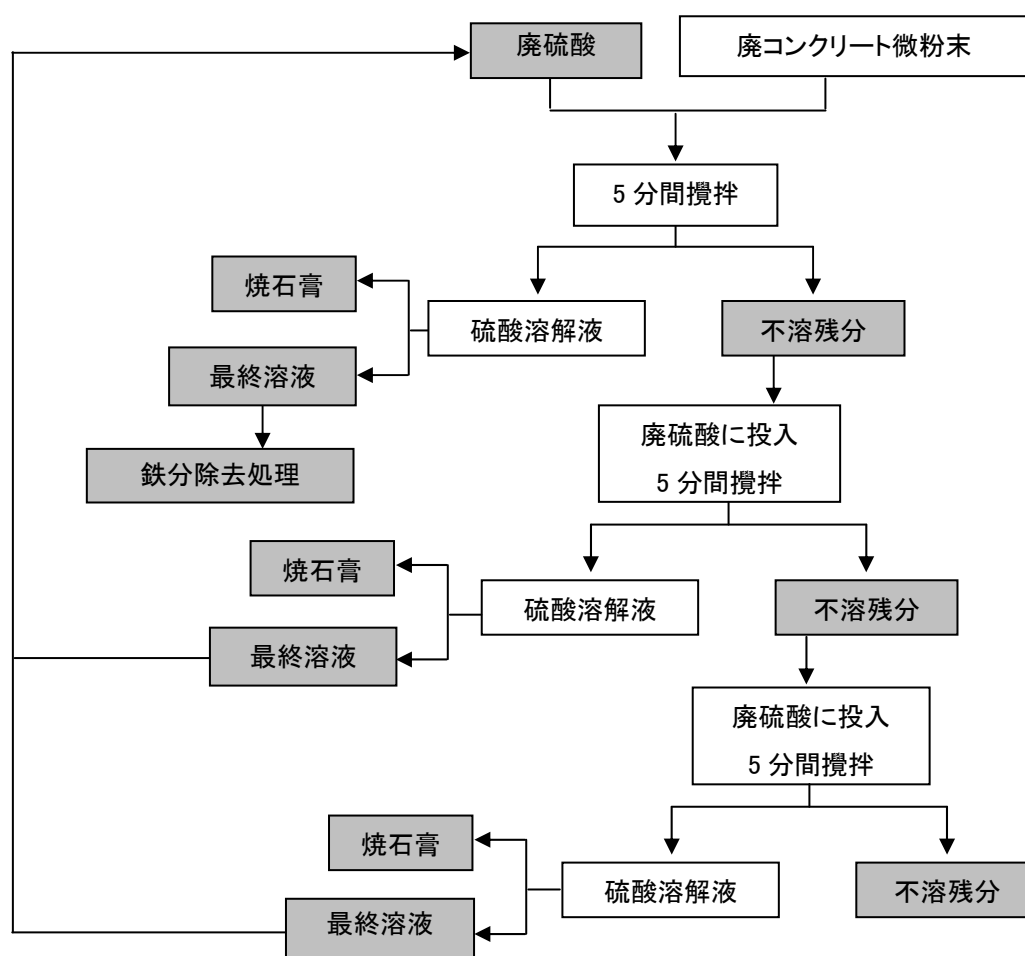 廃硫酸
廃コンクリート微粉末
5 分間攪拌
焼石膏
硫酸溶解液
不溶残分
最終溶液
廃硫酸に投入
5 分間攪拌
鉄分除去処理
焼石膏
硫酸溶解液
不溶残分
最終溶液
廃硫酸に投入
5 分間攪拌
焼石膏
硫酸溶解液
不溶残分
最終溶液